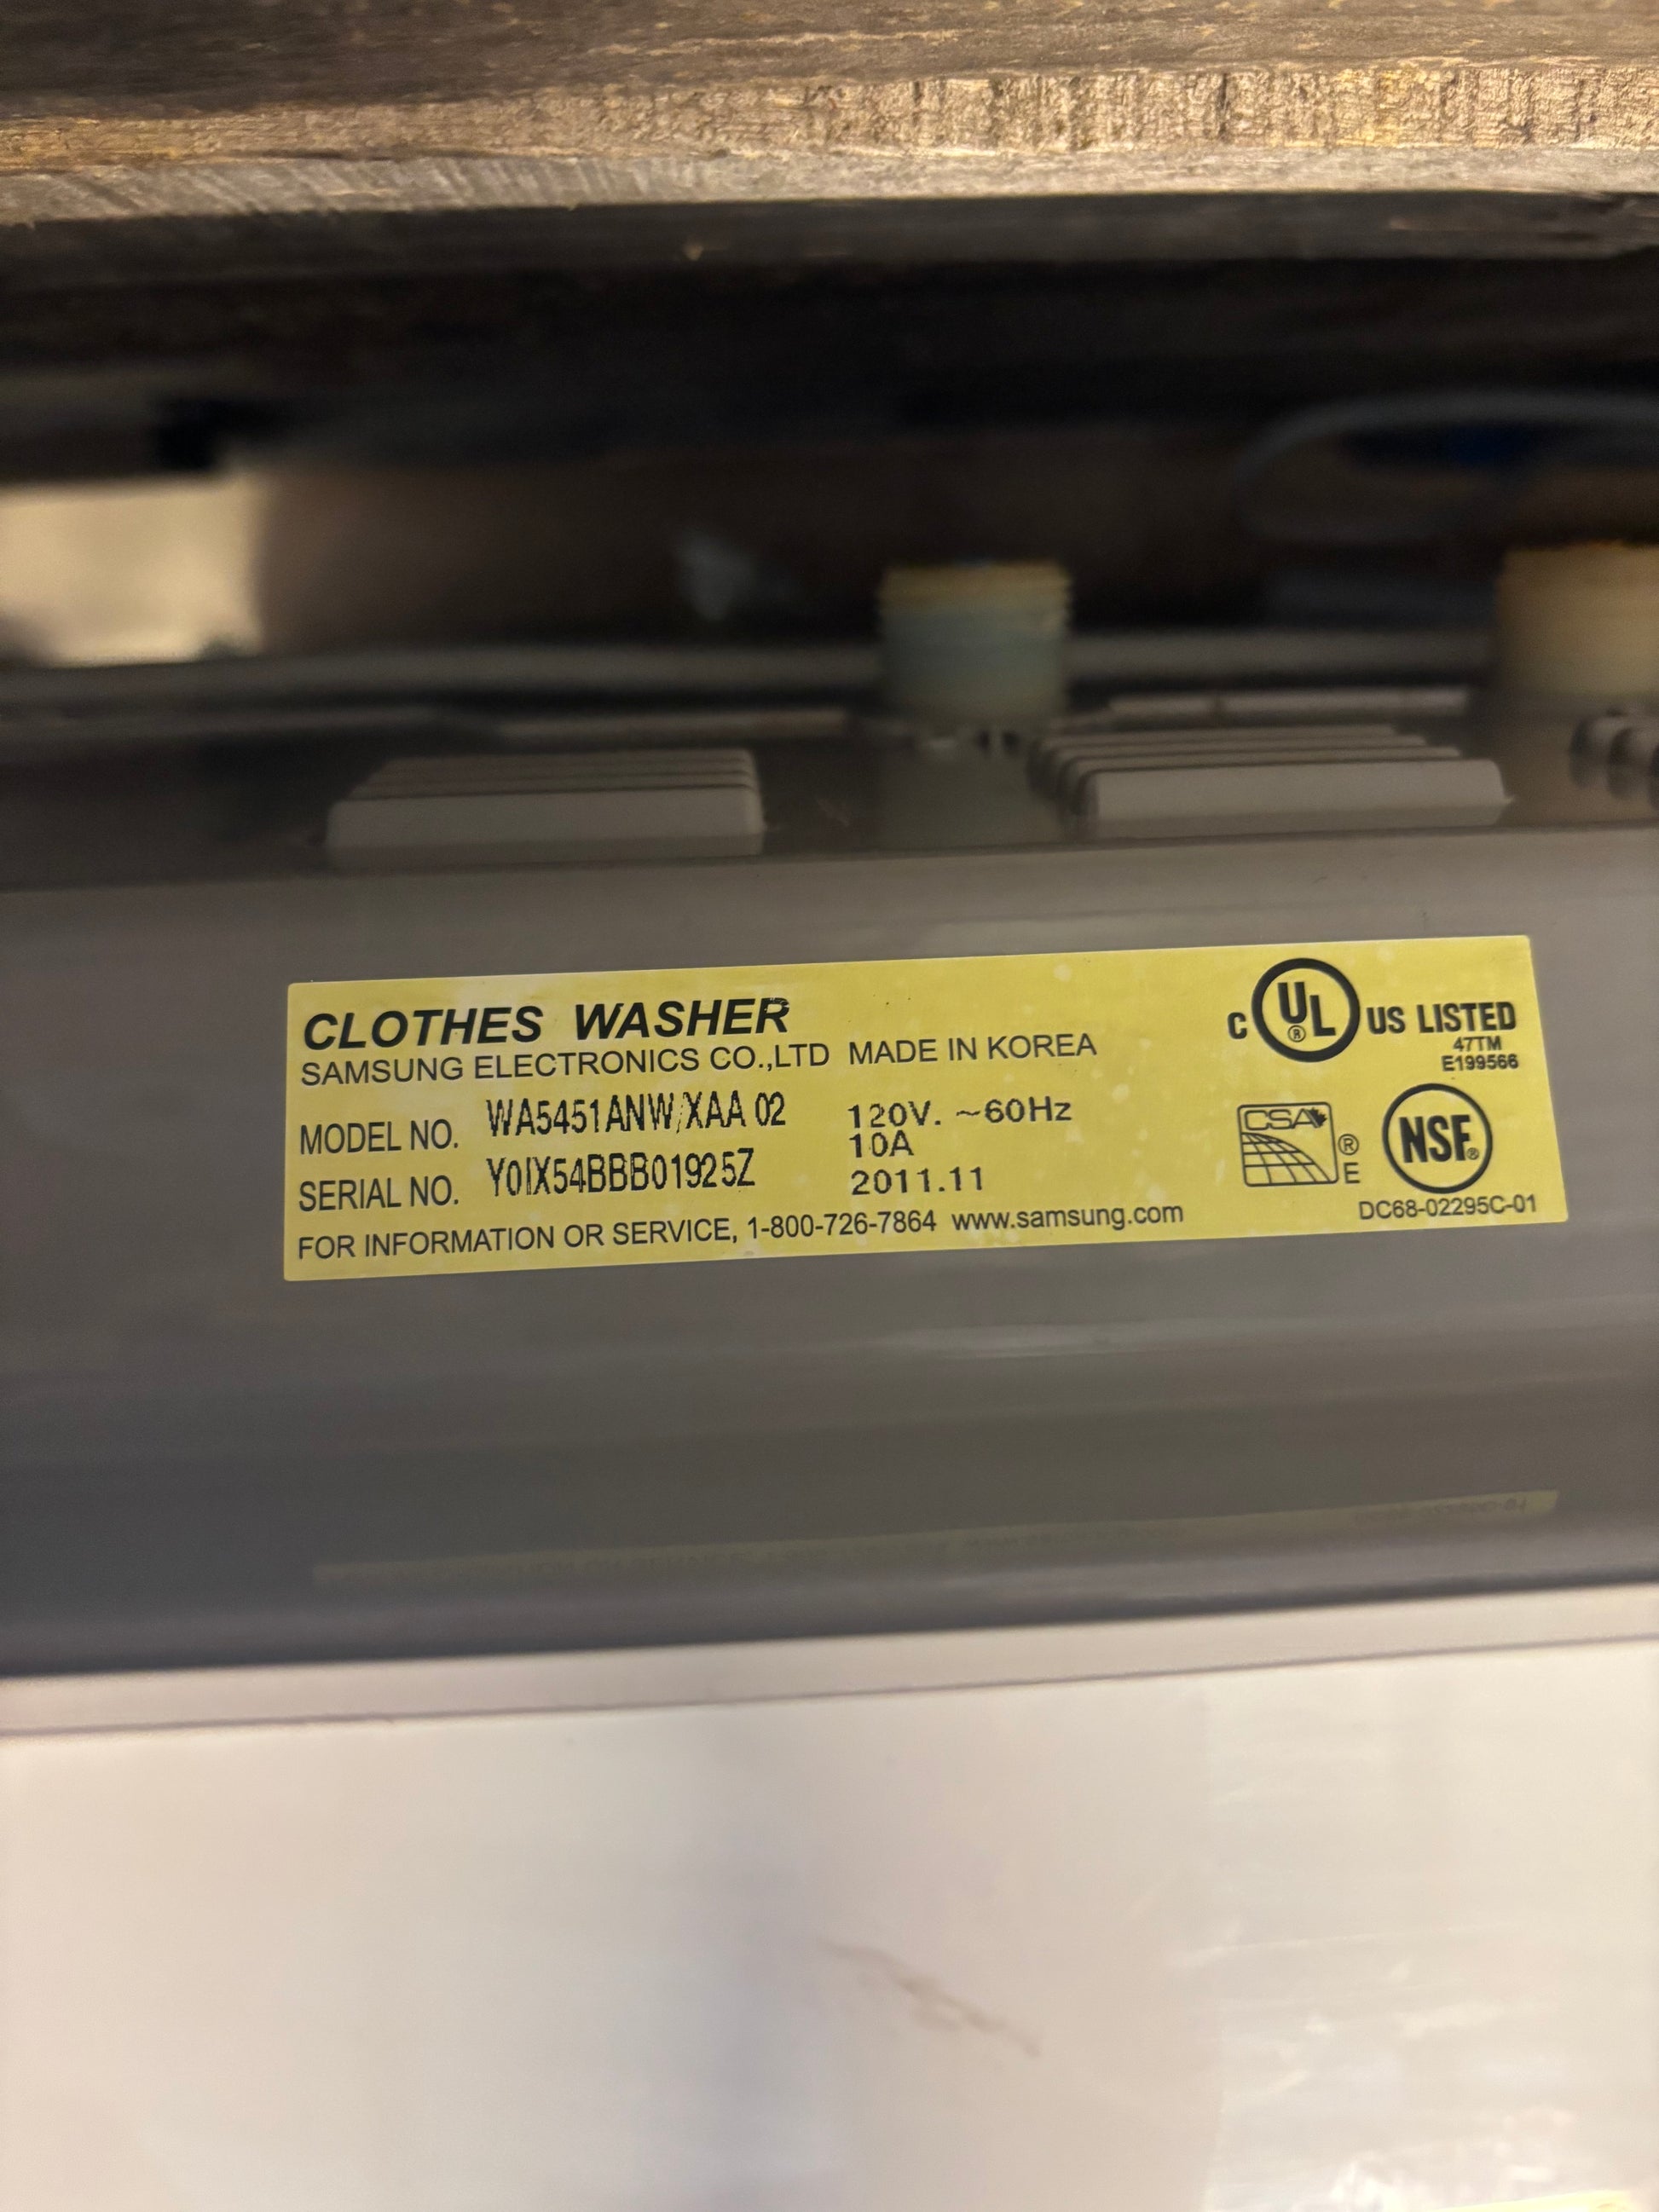 CLOTHES WASHER
SAMSUNG ELECTRONICS CO.,LTD MADE IN KOREA
MODEL NO. WA5451ANW/XAA 02
SERIAL NO. Y0IX54BBB01925Z
120V. ~60Hz
10A
2011.11
FOR INFORMATION OR SERVICE, 1-800-726-7864 www.samsung.com
C UL® US LISTED
47TM
E199566
CSA ®
E
NSF®
DC68-02295C-01